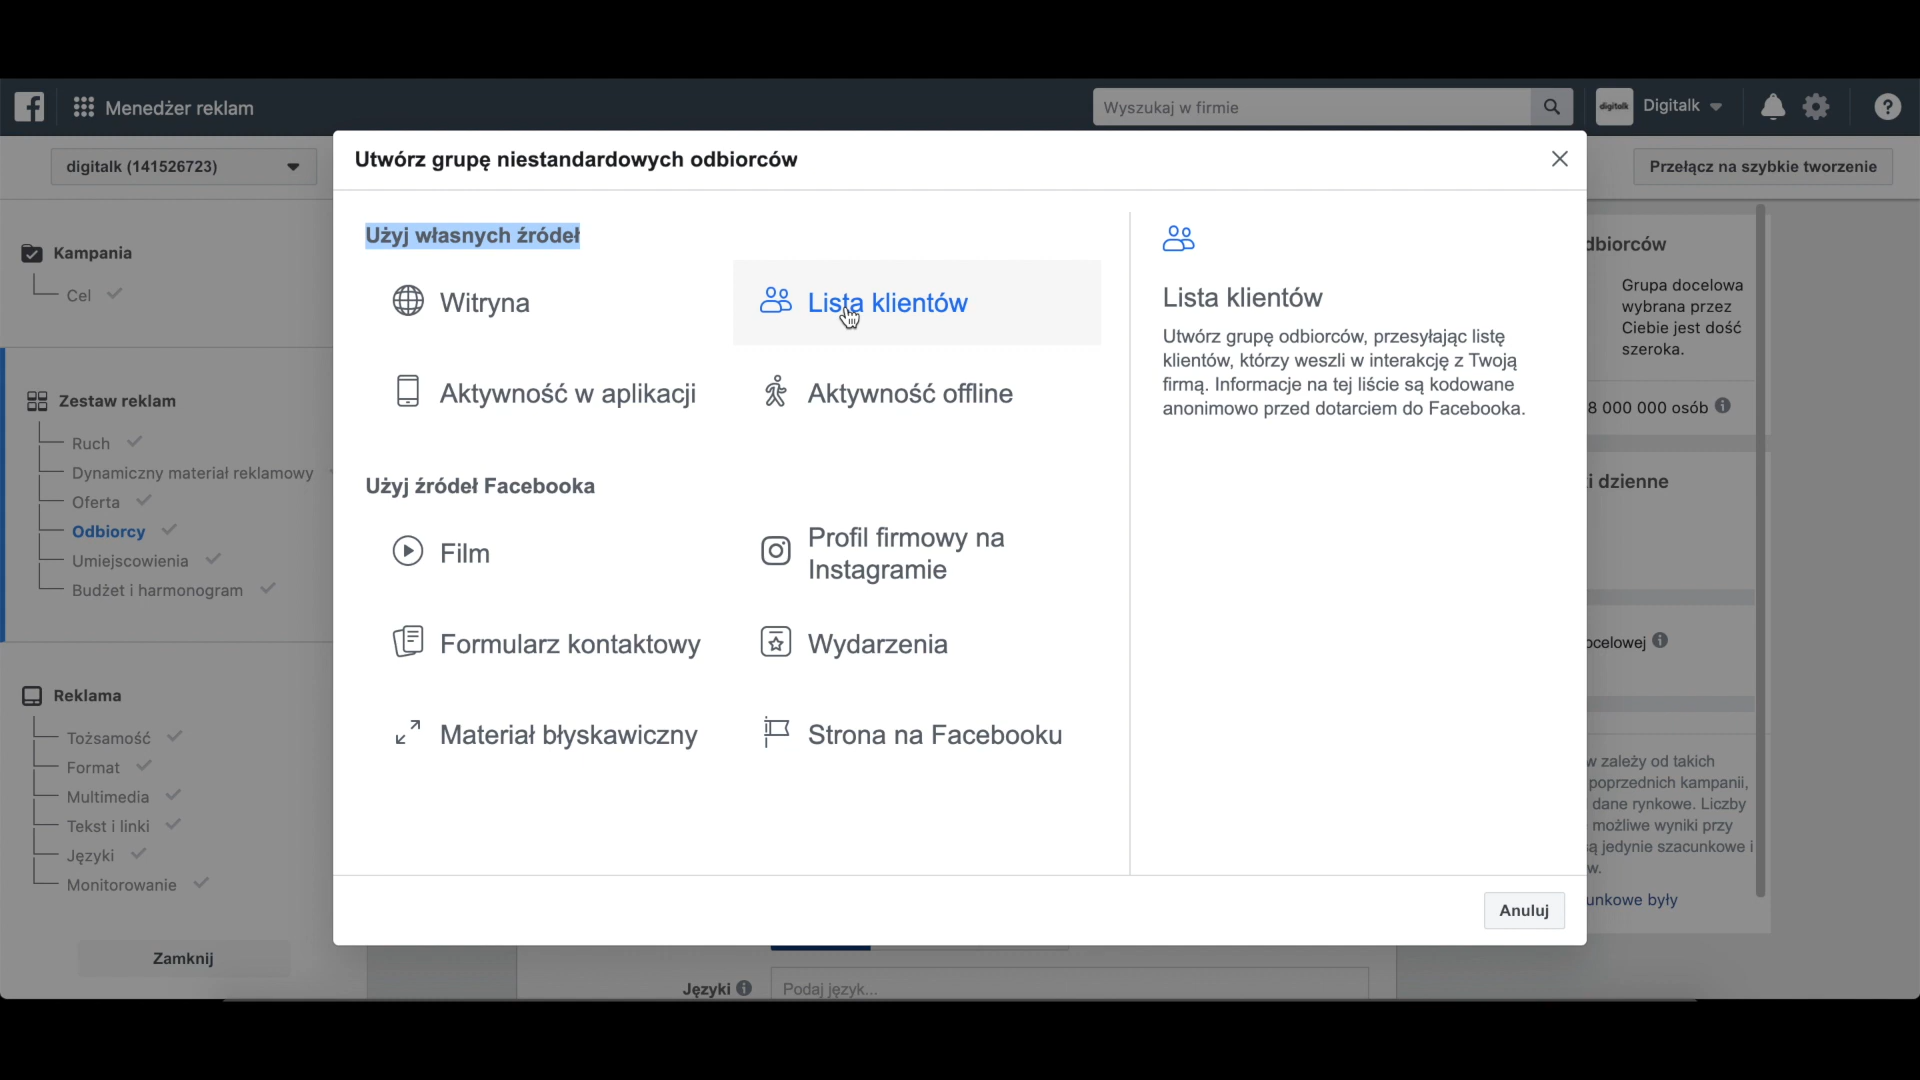 Menedżer reklam
Wyszukaj w firmie
digitalk
Digitalk
digitalk (141526723)
Przełącz na szybkie tworzenie
Kampania
Cel
Zestaw reklam
Ruch
Dynamiczny materiał reklamowy
Oferta
Odbiorcy
Umiejscowienia
Budżet i harmonogram
Reklama
Tożsamość
Format
Multimedia
Tekst i linki
Języki
Monitorowanie
Zamknij
Utwórz grupę niestandardowych odbiorców
Użyj własnych źródeł
Witryna
Lista klientów
Aktywność w aplikacji
Aktywność offline
Użyj źródeł Facebooka
Film
Profil firmowy na
Instagramie
Formularz kontaktowy
Wydarzenia
Materiał błyskawiczny
Strona na Facebooku
Lista klientów
Utwórz grupę odbiorców, przesyłając listę
klientów, którzy weszli w interakcję z Twoją
firmą. Informacje na tej liście są kodowane
anonimowo przed dotarciem do Facebooka.
Anuluj
dbiorców
Grupa docelowa
wybrana przez
Ciebie jest dość
szeroka.
8 000 000 osób
i dzienne
ocelowej
w zależy od takich
poprzednich kampanii,
dane rynkowe. Liczby
możliwe wyniki przy
ą jedynie szacunkowe i
w.
unkowe były
Języki
Podaj język...